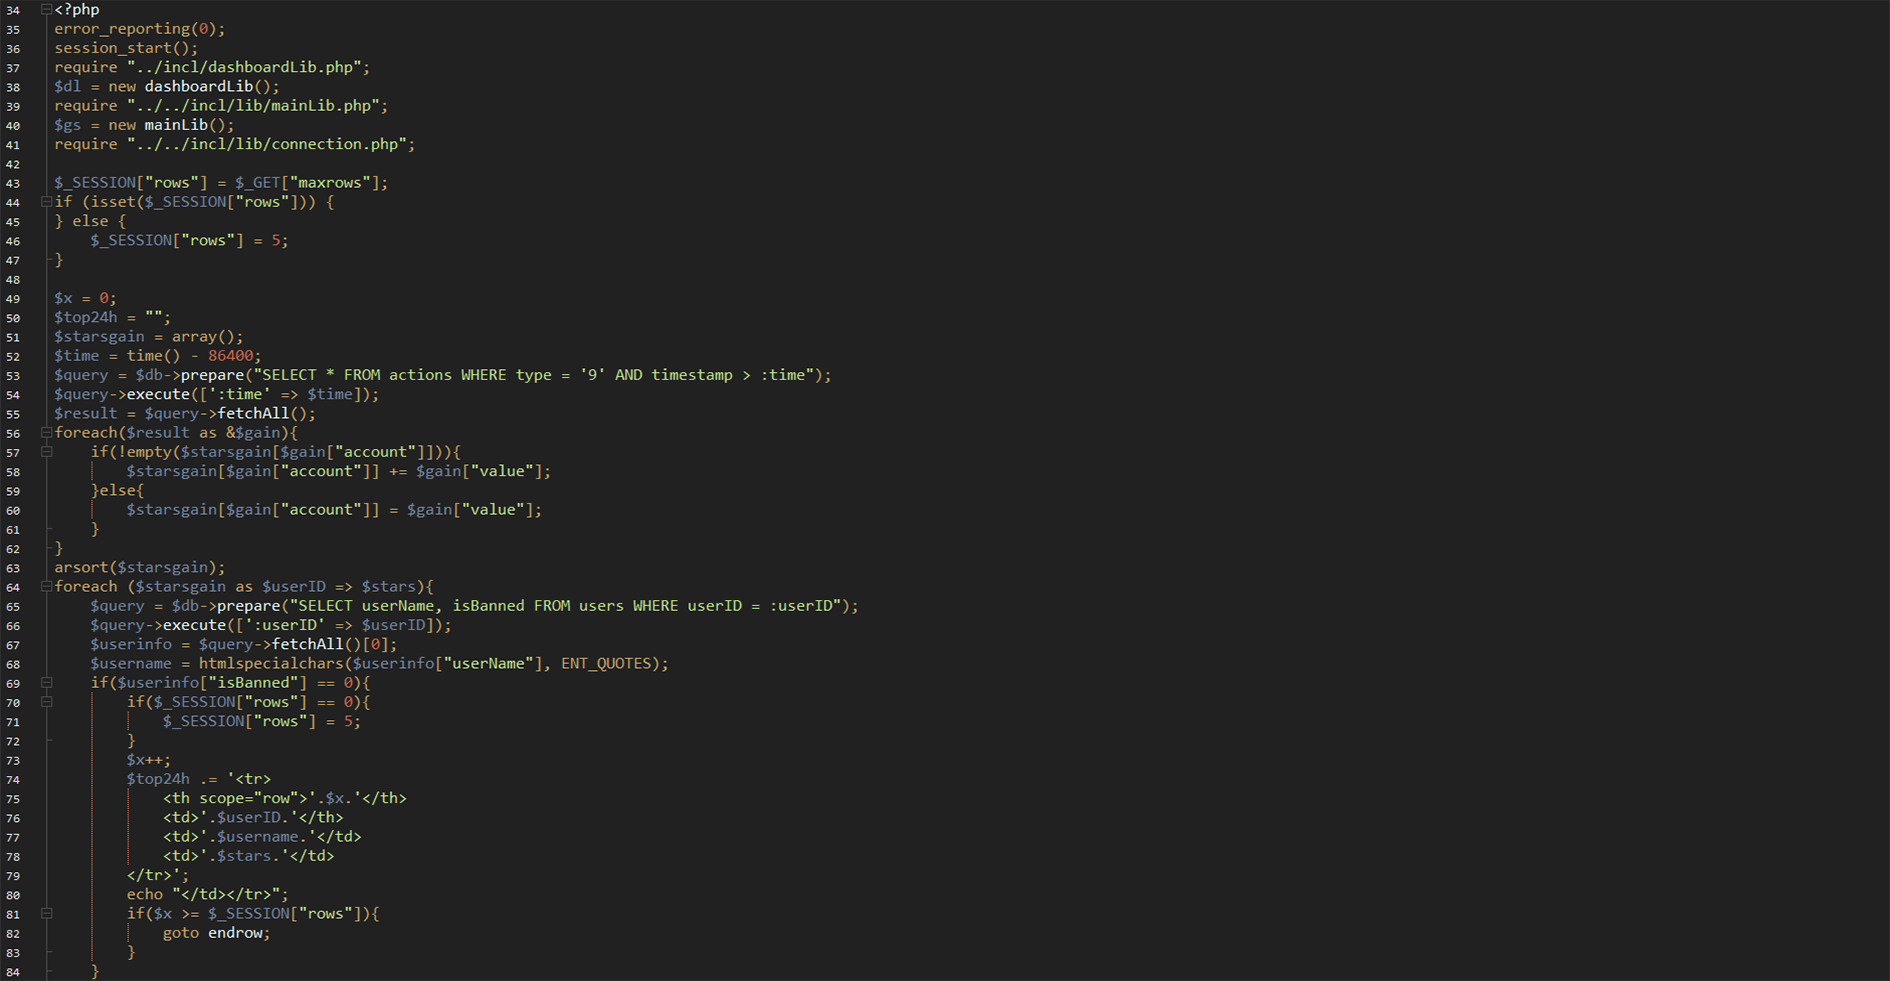 34 <?php
35 error_reporting(0);
36 session_start();
37 require "../incl/dashboardLib.php";
38 $dl = new dashboardLib();
39 require "../../incl/lib/mainLib.php";
40 $gs = new mainLib();
41 require "../../incl/lib/connection.php";
42
43 $_SESSION["rows"] = $_GET["maxrows"];
44 if (isset($_SESSION["rows"])) {
45 } else {
46     $_SESSION["rows"] = 5;
47 }
48
49 $x = 0;
50 $top24h = "";
51 $starsgain = array();
52 $time = time() - 86400;
53 $query = $db->prepare("SELECT * FROM actions WHERE type = '9' AND timestamp > :time");
54 $query->execute([':time' => $time]);
55 $result = $query->fetchAll();
56 foreach($result as &$gain){
57     if(!empty($starsgain[$gain["account"]])){
58         $starsgain[$gain["account"]] += $gain["value"];
59     }else{
60         $starsgain[$gain["account"]] = $gain["value"];
61     }
62 }
63 arsort($starsgain);
64 foreach ($starsgain as $userID => $stars){
65     $query = $db->prepare("SELECT userName, isBanned FROM users WHERE userID = :userID");
66     $query->execute([':userID' => $userID]);
67     $userinfo = $query->fetchAll()[0];
68     $username = htmlspecialchars($userinfo["userName"], ENT_QUOTES);
69     if($userinfo["isBanned"] == 0){
70         if($_SESSION["rows"] == 0){
71             $_SESSION["rows"] = 5;
72         }
73         $x++;
74         $top24h .= '<tr>
75             <th scope="row">'.$x.'</th>
76             <td>'.$userID.'</th>
77             <td>'.$username.'</td>
78             <td>'.$stars.'</td>
79         </tr>';
80         echo "</td></tr>";
81         if($x >= $_SESSION["rows"]){
82             goto endrow;
83         }
84     }